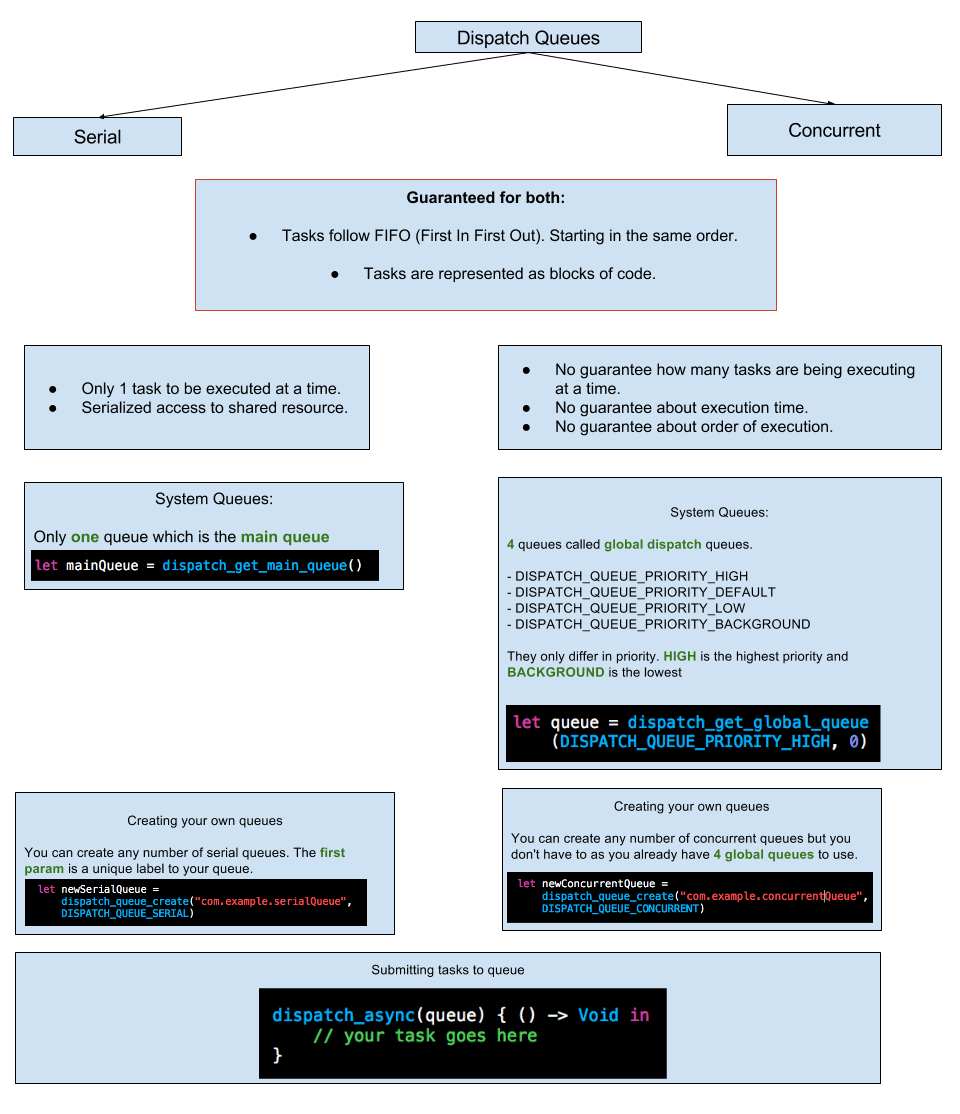 Dispatch Queues
Serial
Concurrent
Guaranteed for both:
● Tasks follow FIFO (First In First Out). Starting in the same order.
● Tasks are represented as blocks of code.
● Only 1 task to be executed at a time.
● Serialized access to shared resource.
● No guarantee how many tasks are being executing
at a time.
● No guarantee about execution time.
● No guarantee about order of execution.
System Queues:
Only one queue which is the main queue
let mainQueue = dispatch_get_main_queue()
System Queues:
4 queues called global dispatch queues.
- DISPATCH_QUEUE_PRIORITY_HIGH
- DISPATCH_QUEUE_PRIORITY_DEFAULT
- DISPATCH_QUEUE_PRIORITY_LOW
- DISPATCH_QUEUE_PRIORITY_BACKGROUND
They only differ in priority. HIGH is the highest priority and
BACKGROUND is the lowest
let queue = dispatch_get_global_queue
(DISPATCH_QUEUE_PRIORITY_HIGH, 0)
Creating your own queues
You can create any number of serial queues. The first
param is a unique label to your queue.
let newSerialQueue =
dispatch_queue_create("com.example.serialQueue",
DISPATCH_QUEUE_SERIAL)
Creating your own queues
You can create any number of concurrent queues but you
don't have to as you already have 4 global queues to use.
let newConcurrentQueue =
dispatch_queue_create("com.example.concurrentQueue",
DISPATCH_QUEUE_CONCURRENT)
Submitting tasks to queue
dispatch_async(queue) { () -> Void in
// your task goes here
}